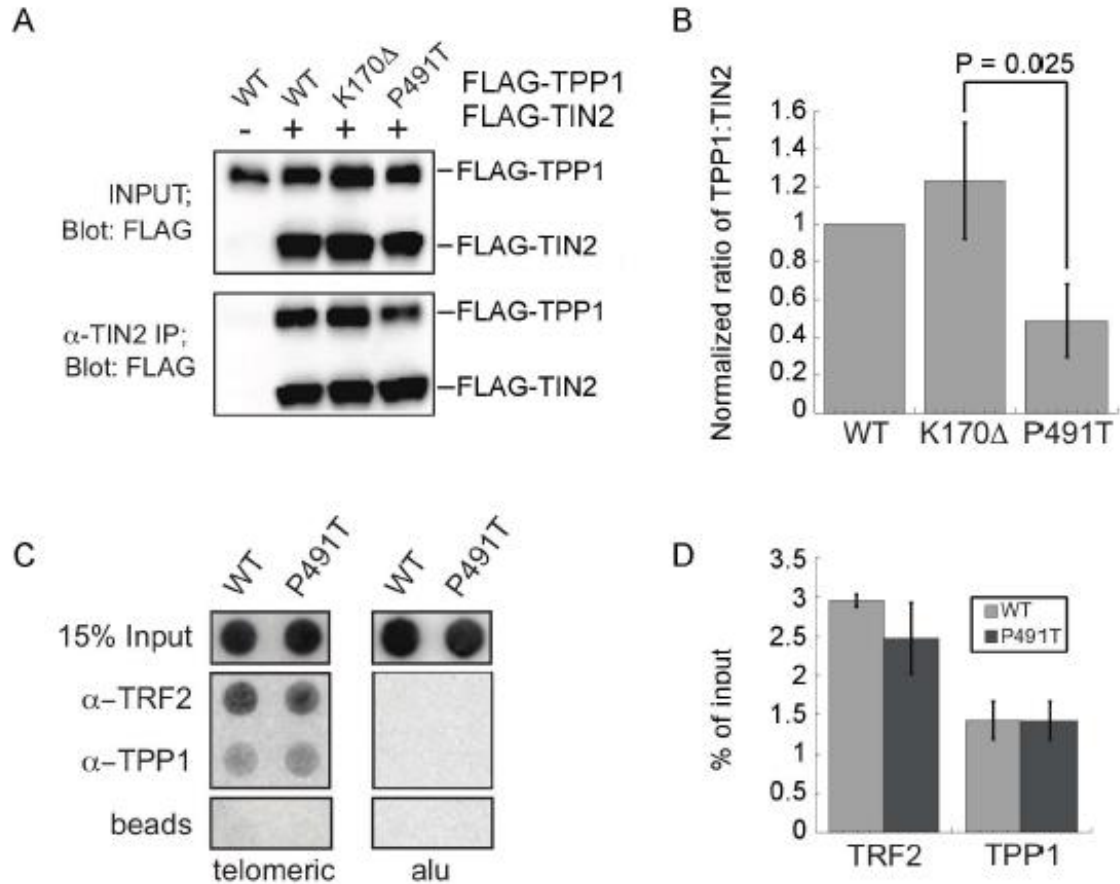 A
WT
WT
K170Δ
P491T
FLAG-TPP1
- + + + FLAG-TIN2
INPUT;
Blot: FLAG
–FLAG-TPP1
–FLAG-TIN2
α-TIN2 IP;
Blot: FLAG
–FLAG-TPP1
–FLAG-TIN2
B
P = 0.025
Normalized ratio of TPP1:TIN2
1.6
1.4
1.2
1
0.8
0.6
0.4
0.2
0
WT K170Δ P491T
C
WT P491T WT P491T
15% Input
α–TRF2
α–TPP1
beads
telomeric alu
D
% of input
3.5
3
2.5
2
1.5
1
0.5
0
WT
P491T
TRF2 TPP1